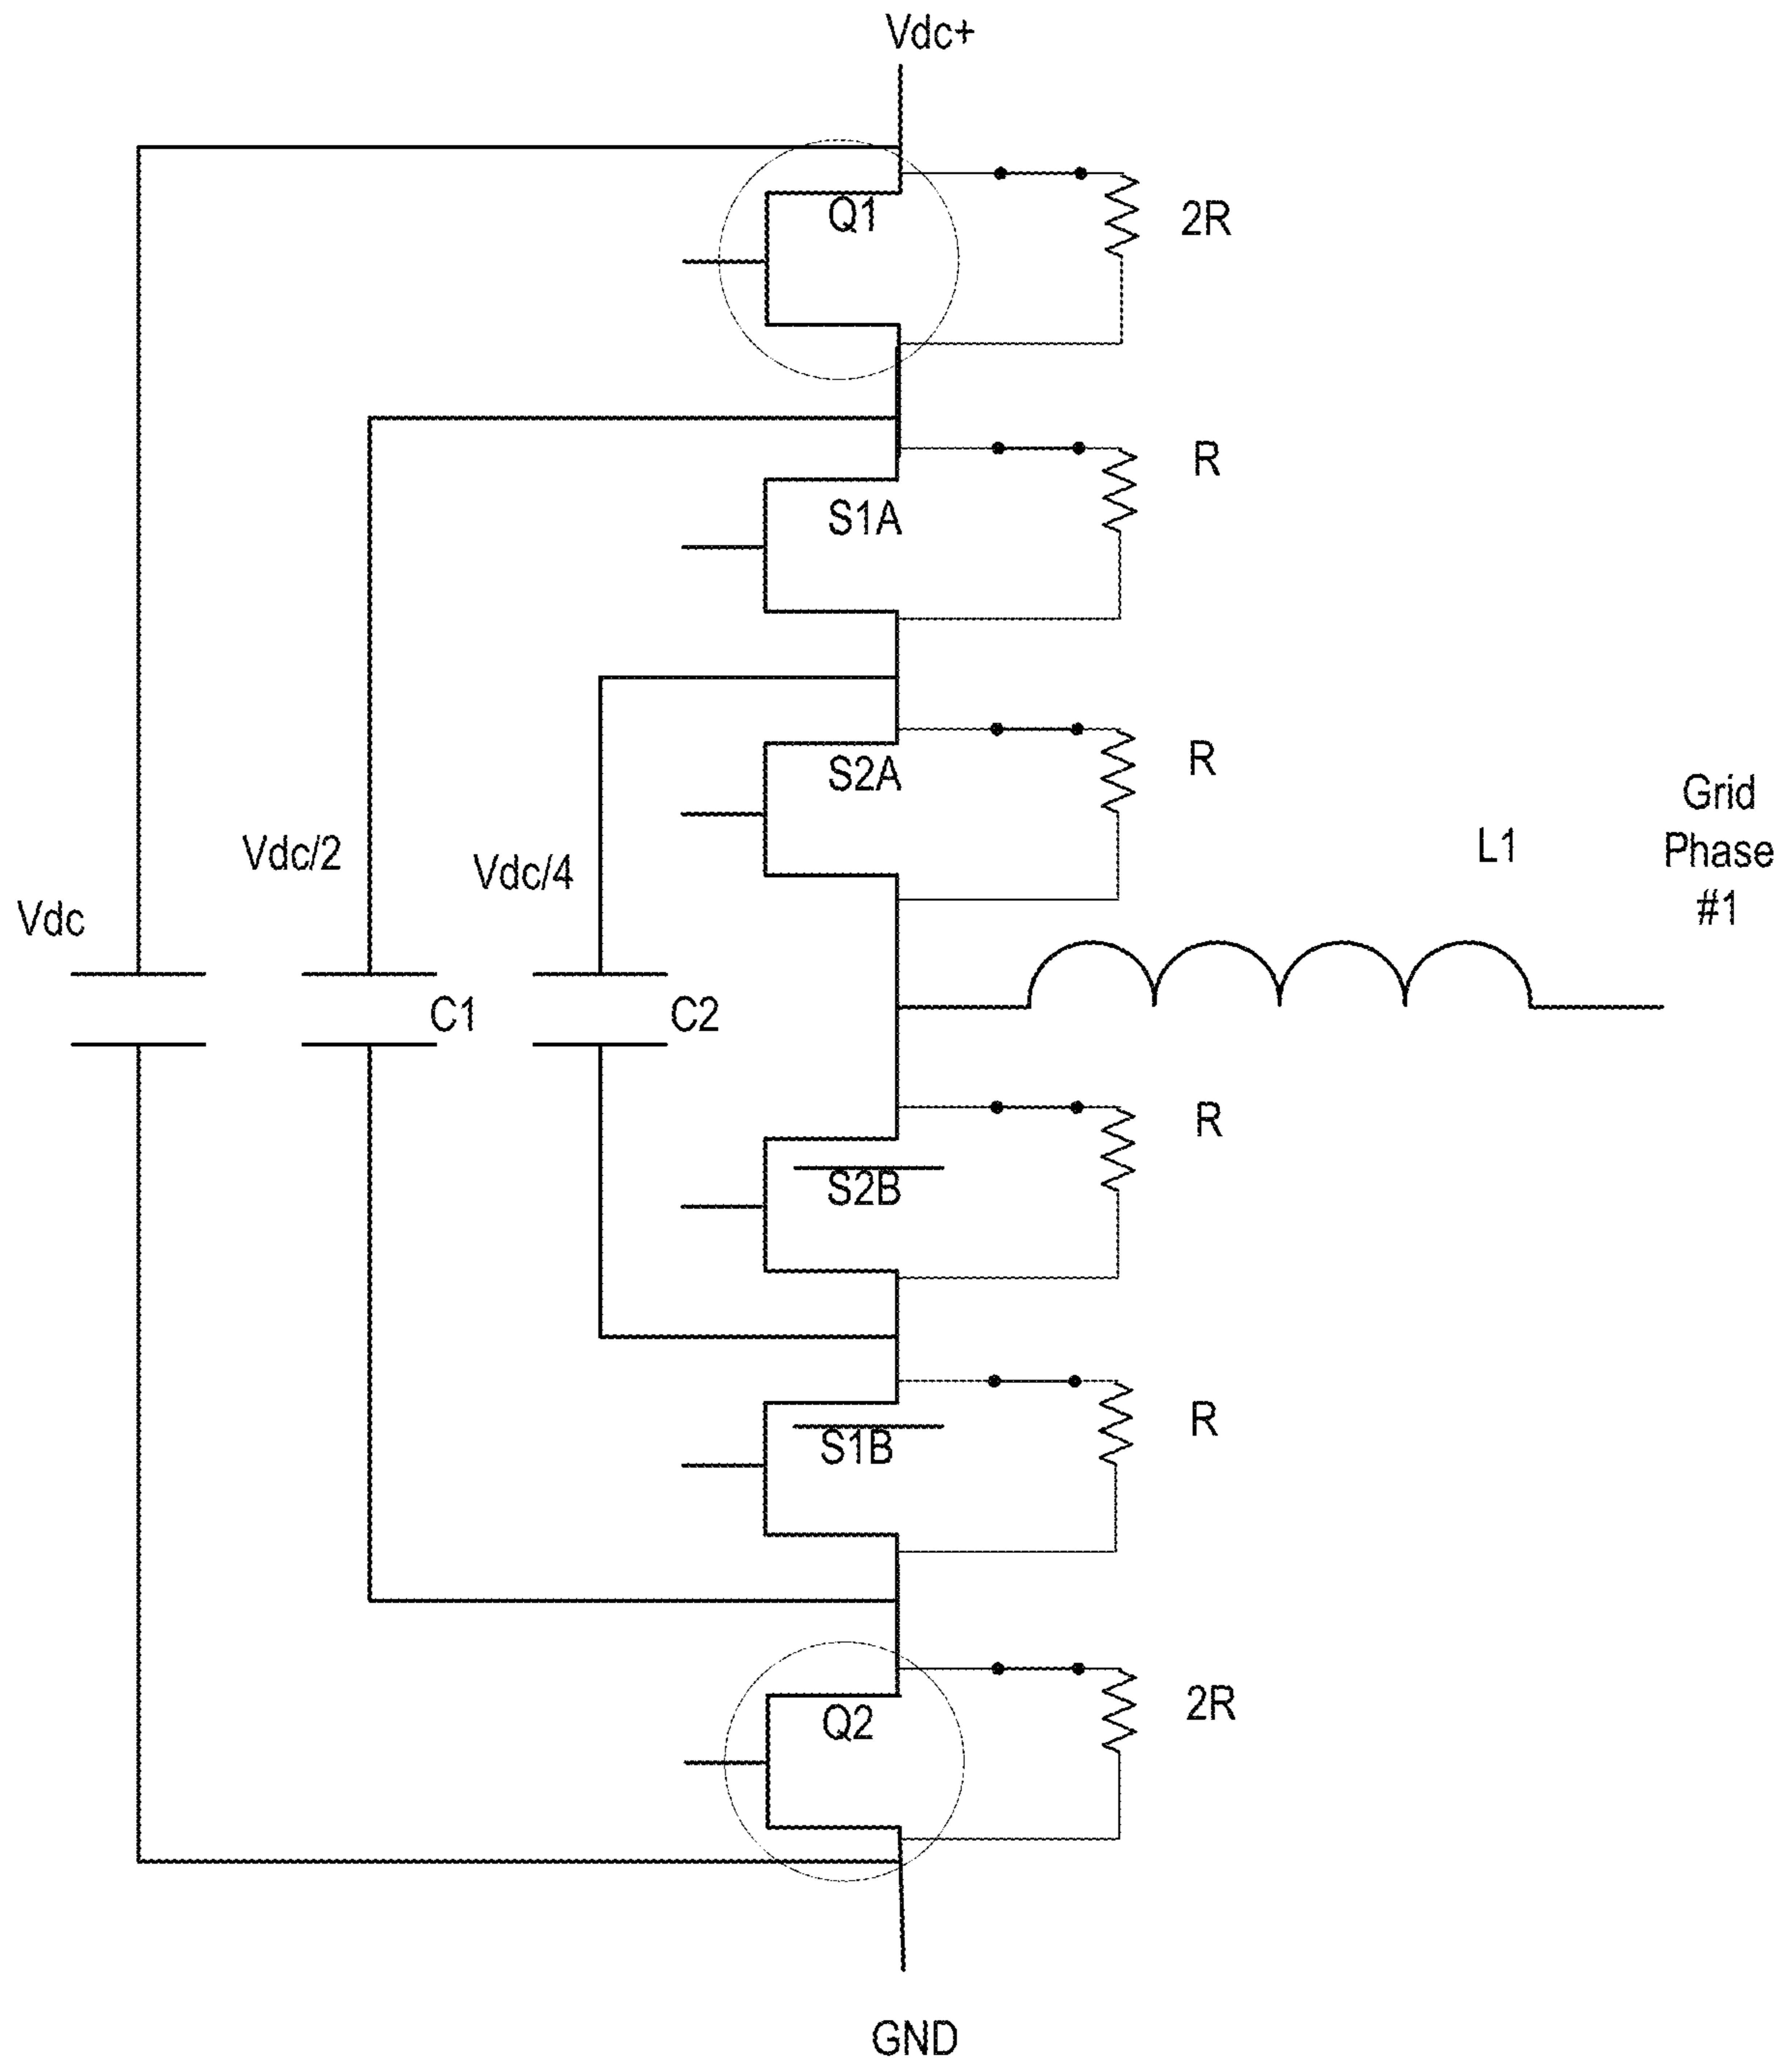 Vdc+
Q1
2R
R
S1A
S2A
R
Grid
Phase
#1
L1
Vdc/2
Vdc/4
Vdc
C1
C2
R
S2B
R
S1B
2R
Q2
GND